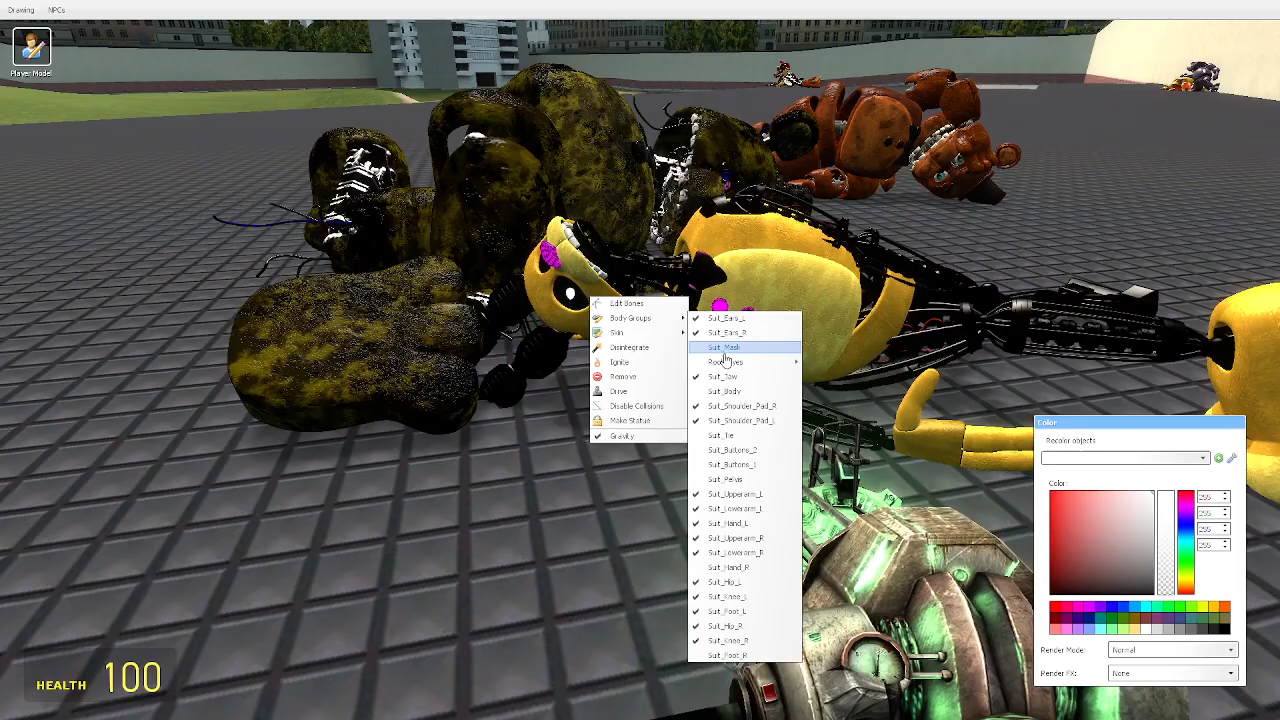 Drawing NPCs
Player Model
Edit Bones
Body Groups
Skin
Disintegrate
Ignite
Remove
Drive
Disable Collisions
Make Statue
Gravity
Suit_Ears_L
Suit_Ears_R
Suit_Mask
Suit_Jaw
Suit_Body
Suit_Shoulder_Pad_R
Suit_Shoulder_Pad_L
Suit_Tie
Suit_Buttons_2
Suit_Buttons_1
Suit_Pelvis
Suit_Upperarm_L
Suit_Lowerarm_L
Suit_Hand_L
Suit_Upperarm_R
Suit_Lowerarm_R
Suit_Hand_R
Suit_Hip_L
Suit_Knee_L
Suit_Foot_L
Suit_Hip_R
Suit_Knee_R
Suit_Foot_R
Color
Recolor objects
Color:
255
255
255
255
Render Mode: Normal
Render FX: None
HEALTH 100